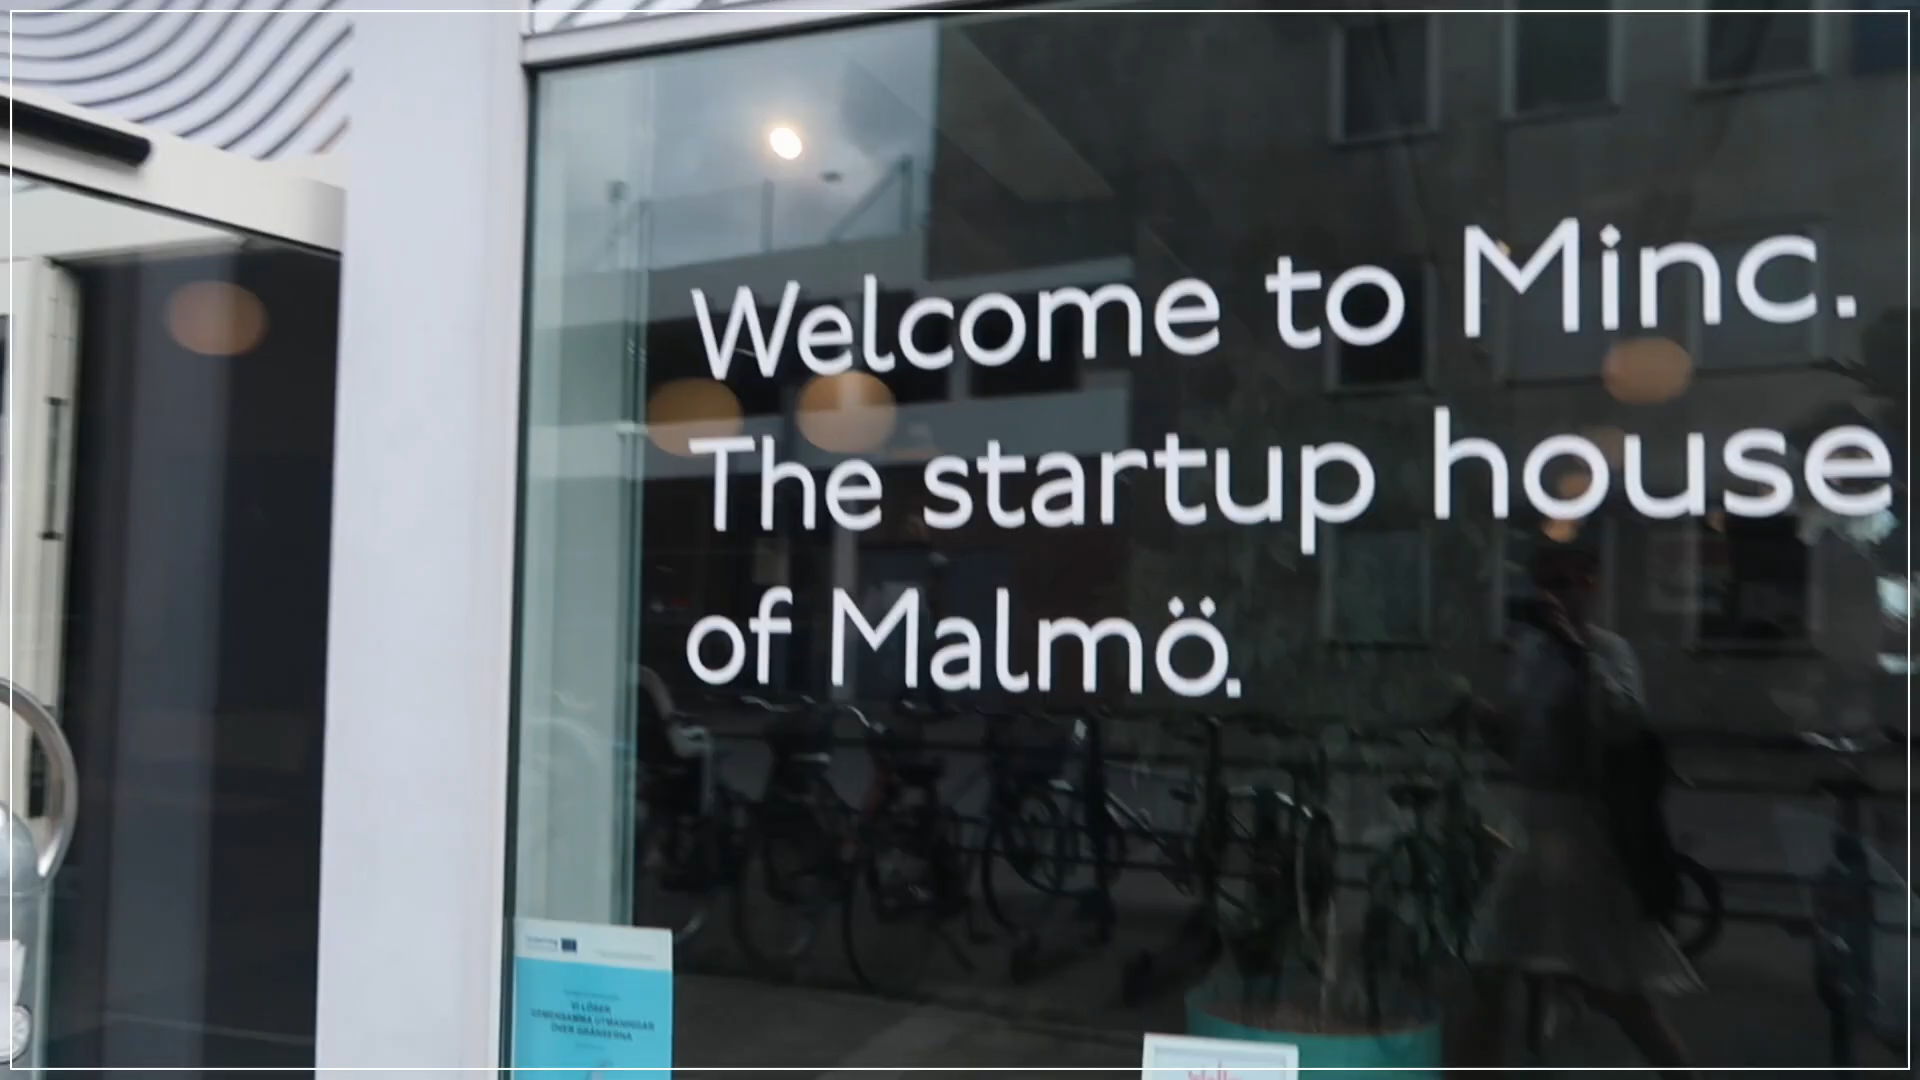 Welcome to Minc.
The startup house
of Malmö.
VI LÖSER
GEMENSAMMA UTMANINGAR
ÖVER GRÄNSERNA